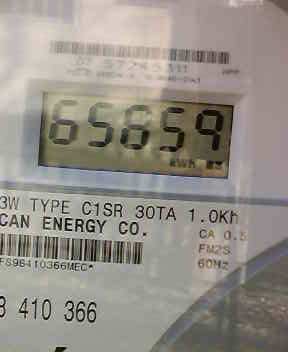 65659
kWh
3W TYPE C1SR 30TA 1.0Kh
CAN ENERGY CO.
CA 0.5
FM2S
60Hz
FS98410366MEC*
8 410 366